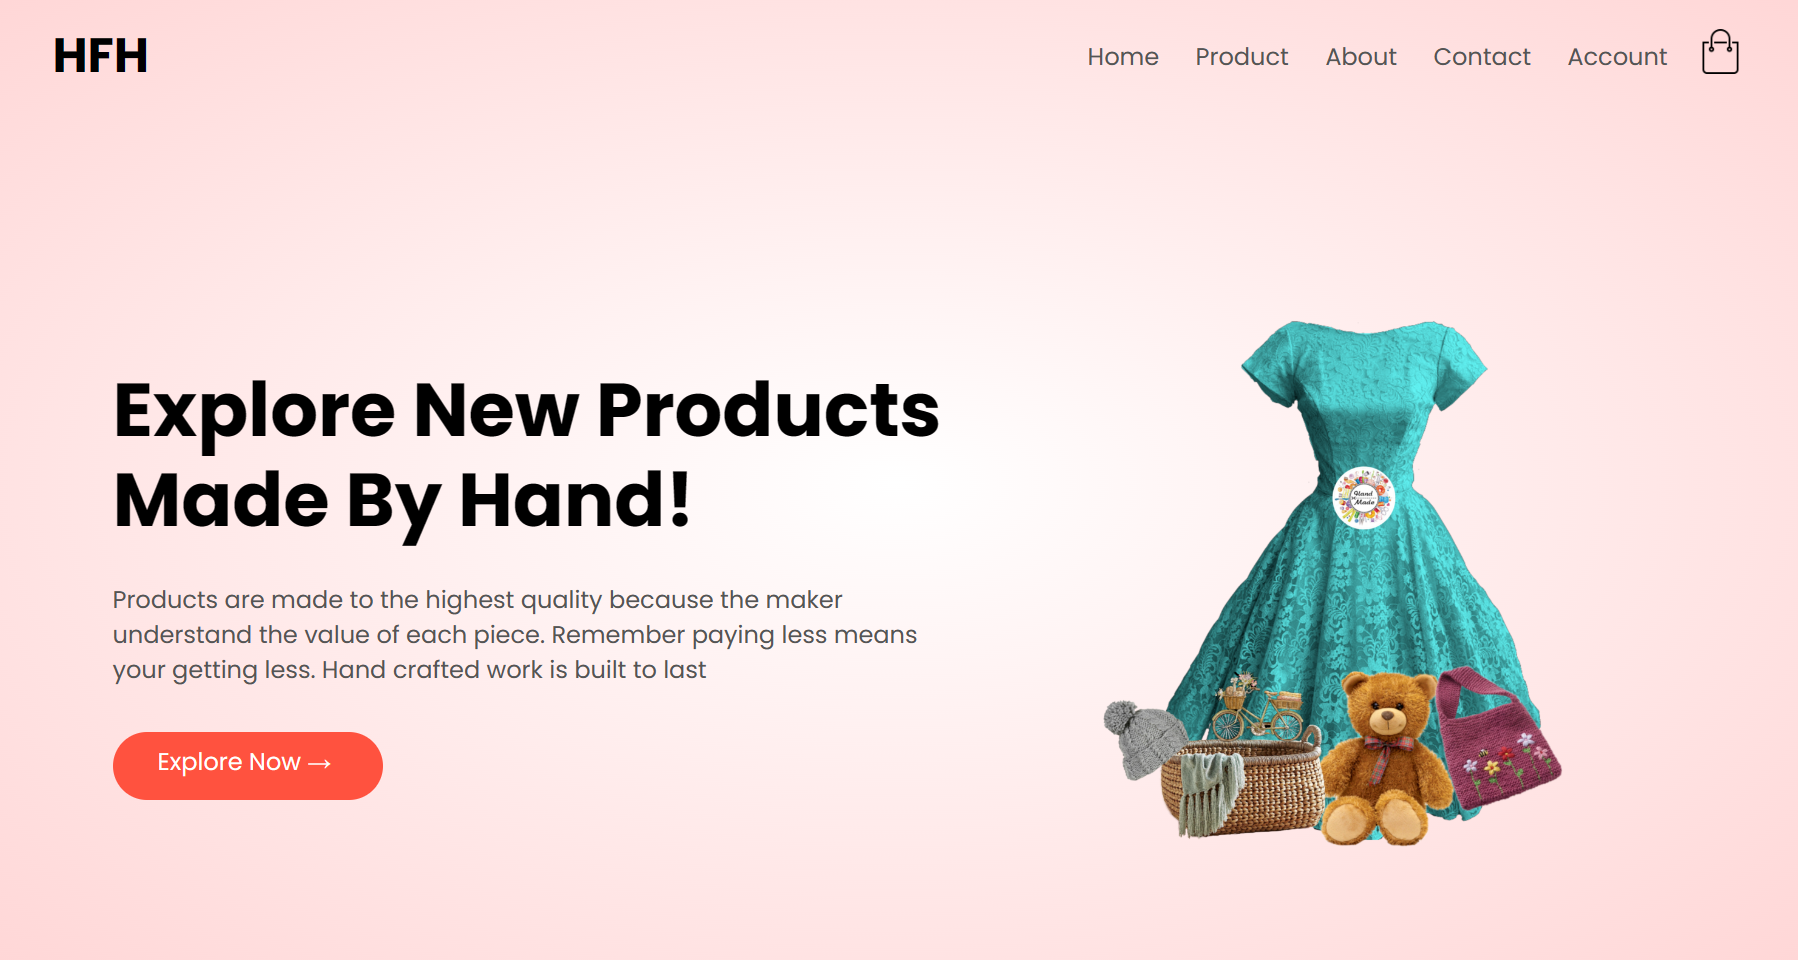 HFH
Home Product About Contact Account
Explore New Products
Made By Hand!
Products are made to the highest quality because the maker
understand the value of each piece. Remember paying less means
your getting less. Hand crafted work is built to last
Explore Now →
Hand
Made